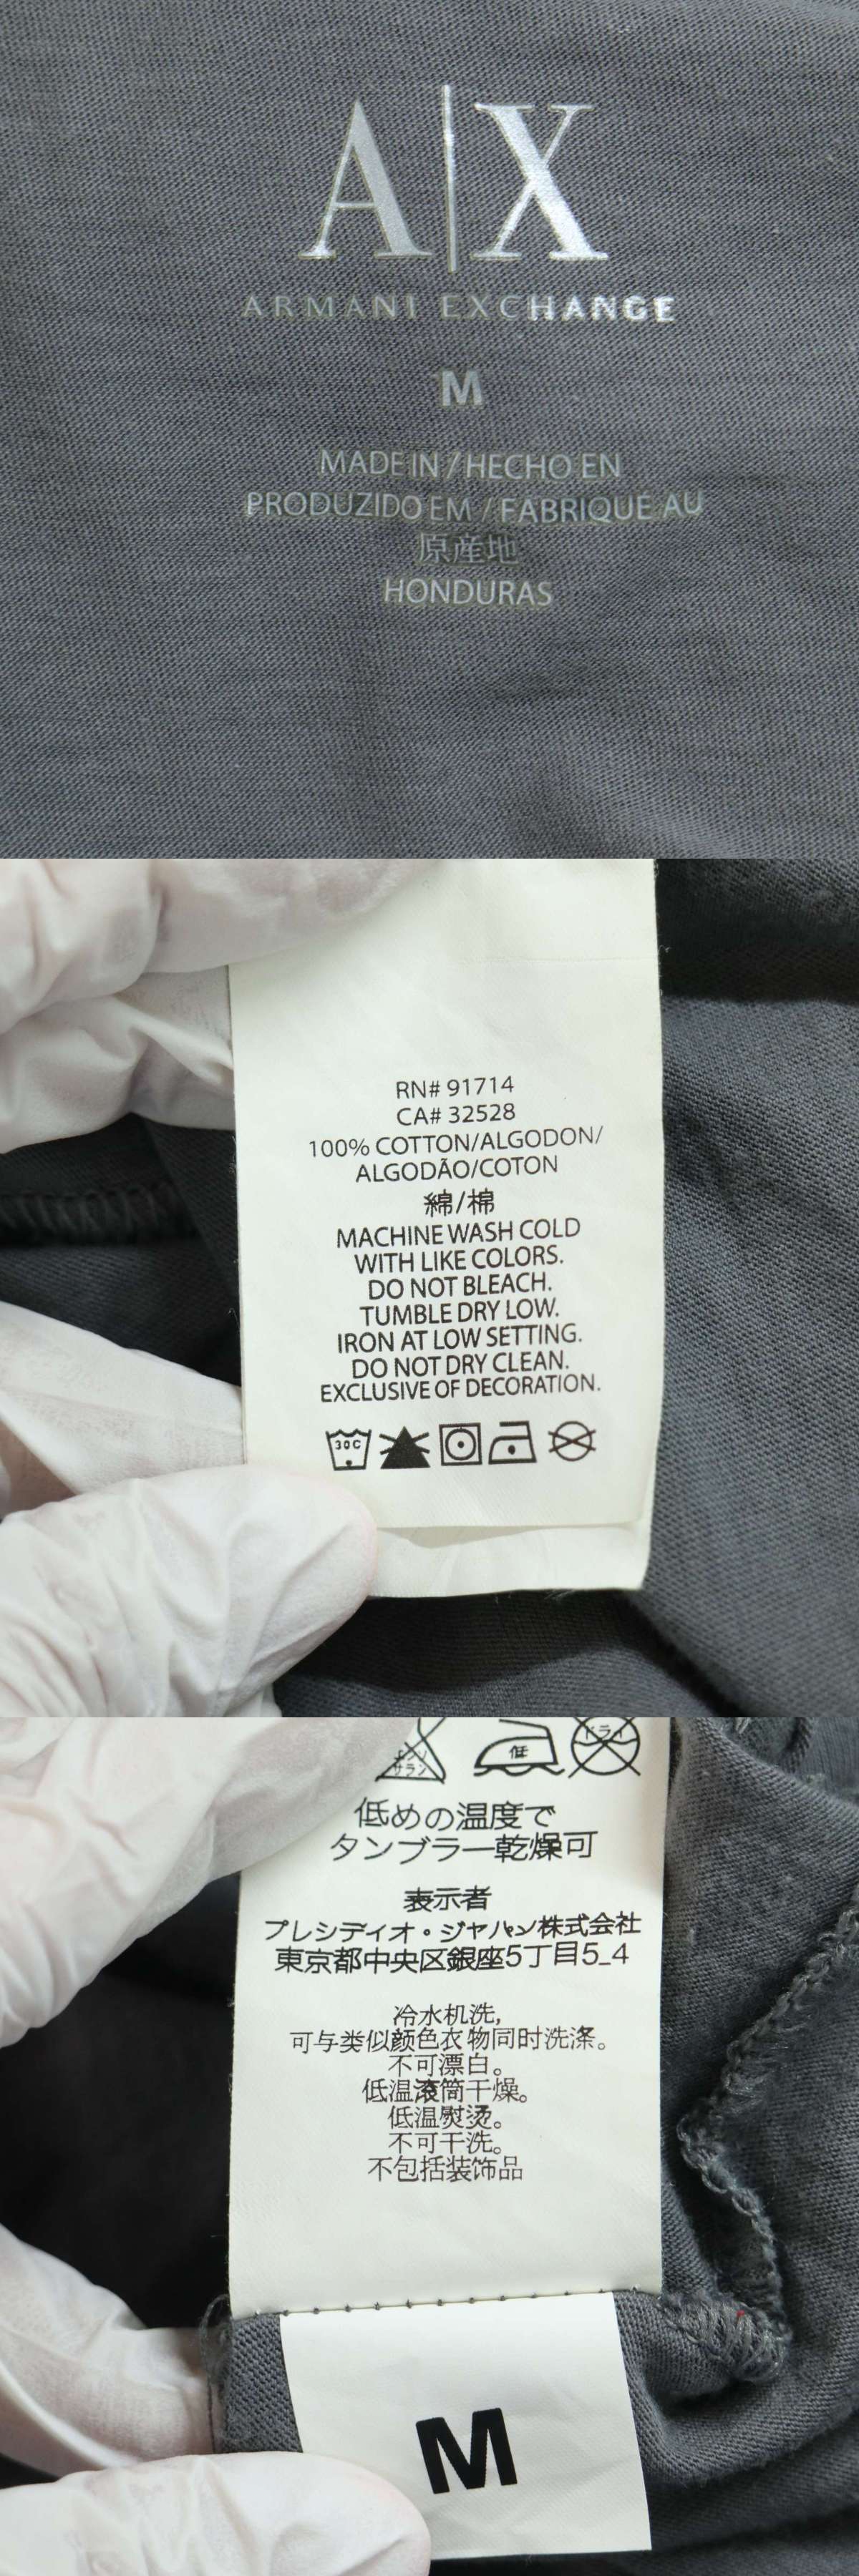 A|X
ARMANI EXCHANGE
M
MADE IN / HECHO EN
PRODUZIDO EM / FABRIQUÉ AU
原産地
HONDURAS
RN# 91714
CA# 32528
100% COTTON/ALGODON/
ALGODÃO/COTON
綿/棉
MACHINE WASH COLD
WITH LIKE COLORS.
DO NOT BLEACH.
TUMBLE DRY LOW.
IRON AT LOW SETTING.
DO NOT DRY CLEAN.
EXCLUSIVE OF DECORATION.
30C
サラシ 低 ドライ
低めの温度で
タンブラー乾燥可
表示者
プレシディオ・ジャパン株式会社
東京都中央区銀座5丁目5_4
冷水机洗,
可与类似颜色衣物同时洗涤。
不可漂白。
低温滚筒干燥。
低温熨烫。
不可干洗。
不包括装饰品
M